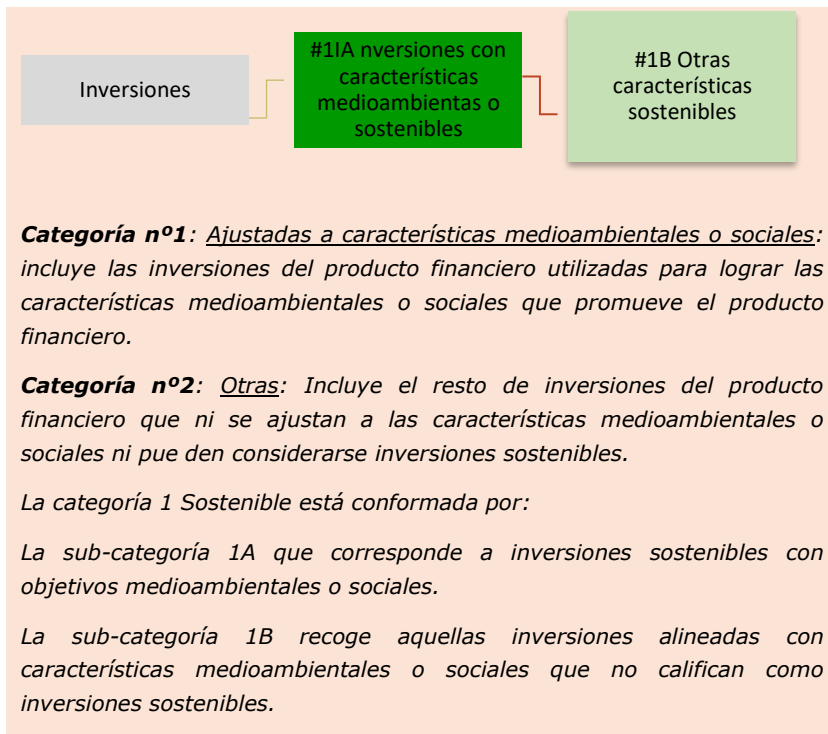 Inversiones
#1IA nversiones con
características
medioambientas o
sostenibles
#1B Otras
características
sostenibles
Categoría nº1: Ajustadas a características medioambientales o sociales:
incluye las inversiones del producto financiero utilizadas para lograr las
características medioambientales o sociales que promueve el producto
financiero.
Categoría nº2: Otras: Incluye el resto de inversiones del producto
financiero que ni se ajustan a las características medioambientales o
sociales ni pue den considerarse inversiones sostenibles.
La categoría 1 Sostenible está conformada por:
La sub-categoría 1A que corresponde a inversiones sostenibles con
objetivos medioambientales o sociales.
La sub-categoría 1B recoge aquellas inversiones alineadas con
características medioambientales o sociales que no califican como
inversiones sostenibles.